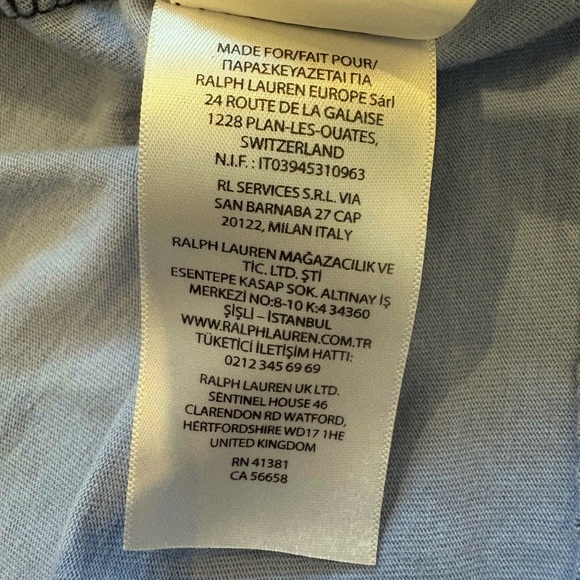 MADE FOR/FAIT POUR/
ΠΑΡΑΣΚΕΥΑΖΕΤΑΙ ΓΙΑ
RALPH LAUREN EUROPE Sárl
24 ROUTE DE LA GALAISE
1228 PLAN-LES-OUATES,
SWITZERLAND
N.I.F. : IT03945310963
RL SERVICES S.R.L. VIA
SAN BARNABA 27 CAP
20122, MILAN ITALY
RALPH LAUREN MAĞAZACILIK VE
TİC. LTD. ŞTİ
ESENTEPE KASAP SOK. ALTINAY İŞ
MERKEZİ NO:8-10 K:4 34360
ŞİŞLİ – İSTANBUL
WWW.RALPHLAUREN.COM.TR
TÜKETİCİ İLETİŞİM HATTI:
0212 345 69 69
RALPH LAUREN UK LTD.
SENTINEL HOUSE 46
CLARENDON RD WATFORD,
HERTFORDSHIRE WD17 1HE
UNITED KINGDOM
RN 41381
CA 56658